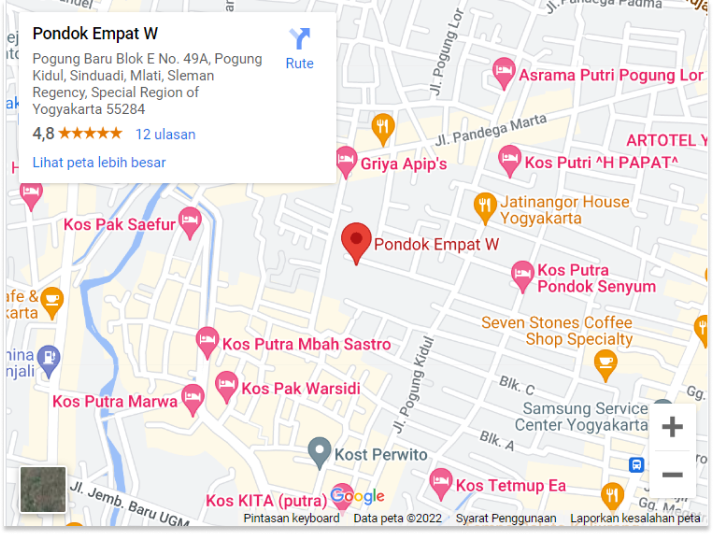 Pondok Empat W
Pogung Baru Blok E No. 49A, Pogung
Kidul, Sinduadi, Mlati, Sleman
Regency, Special Region of
Yogyakarta 55284
4,8
12 ulasan
Lihat peta lebih besar
Rute
Jl. Pogung Lor
Jl. Pandega Padma
Asrama Putri Pogung Lor
Jl. Pandega Marta
ARTOTEL Y
Griya Apip's
Kos Putri ^H PAPAT^
Jatinangor House
Yogyakarta
Kos Pak Saefur
Pondok Empat W
Kos Putra
Pondok Senyum
afe &
karta
Seven Stones Coffee
Shop Specialty
Kos Putra Mbah Sastro
Jl. Pogung Kidul
Kos Pak Warsidi
Blk. C
Kos Putra Marwa
Samsung Service
Center Yogyakarta
Blk. A
Kost Perwito
Kos Tetmup Ea
Jl. Jemb. Baru UGM
Kos KITA (putra)
Google
+
−
Pintasan keyboard
Data peta ©2022
Syarat Penggunaan
Laporkan kesalahan peta